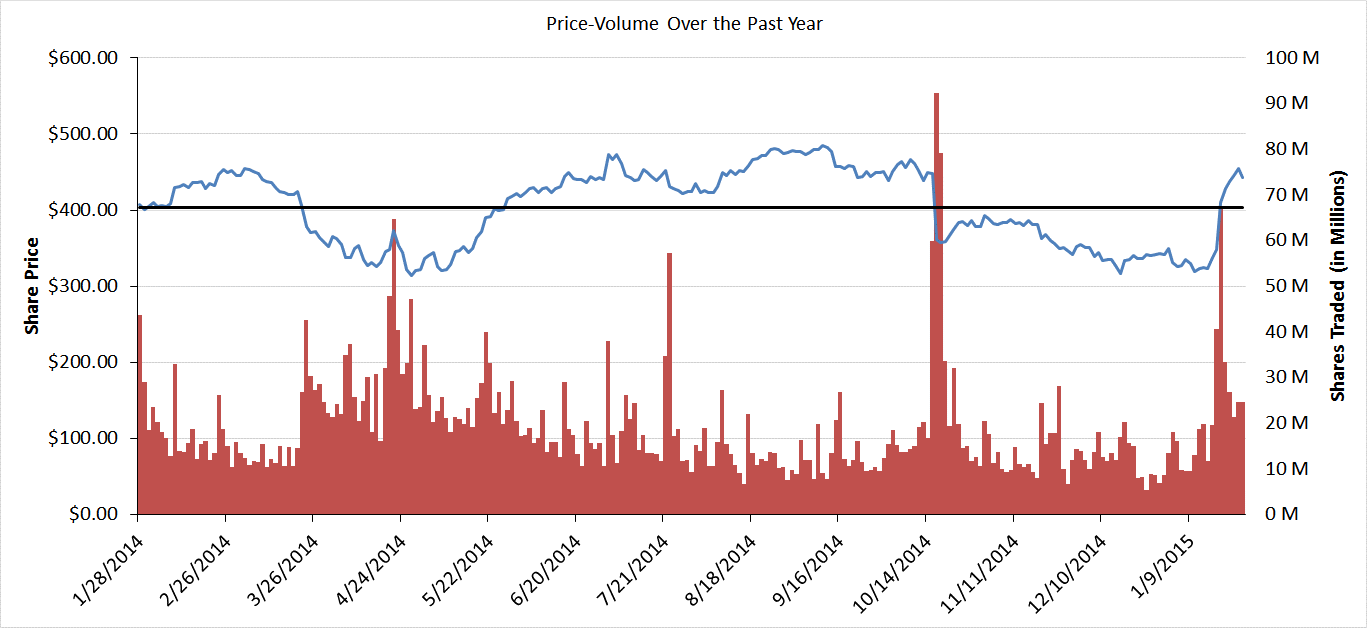 Price-Volume Over the Past Year
$600.00
$500.00
$400.00
$300.00
$200.00
$100.00
$0.00
Share Price
100 M
90 M
80 M
70 M
60 M
50 M
40 M
30 M
20 M
10 M
0 M
Shares Traded (in Millions)
1/28/2014
2/26/2014
3/26/2014
4/24/2014
5/22/2014
6/20/2014
7/21/2014
8/18/2014
9/16/2014
10/14/2014
11/11/2014
12/10/2014
1/9/2015